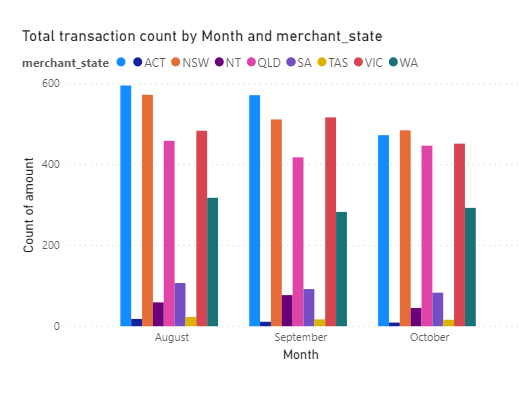 Total transaction count by Month and merchant_state
merchant_state ACT NSW NT QLD SA TAS VIC WA
600
400
200
0
Count of amount
August September October
Month